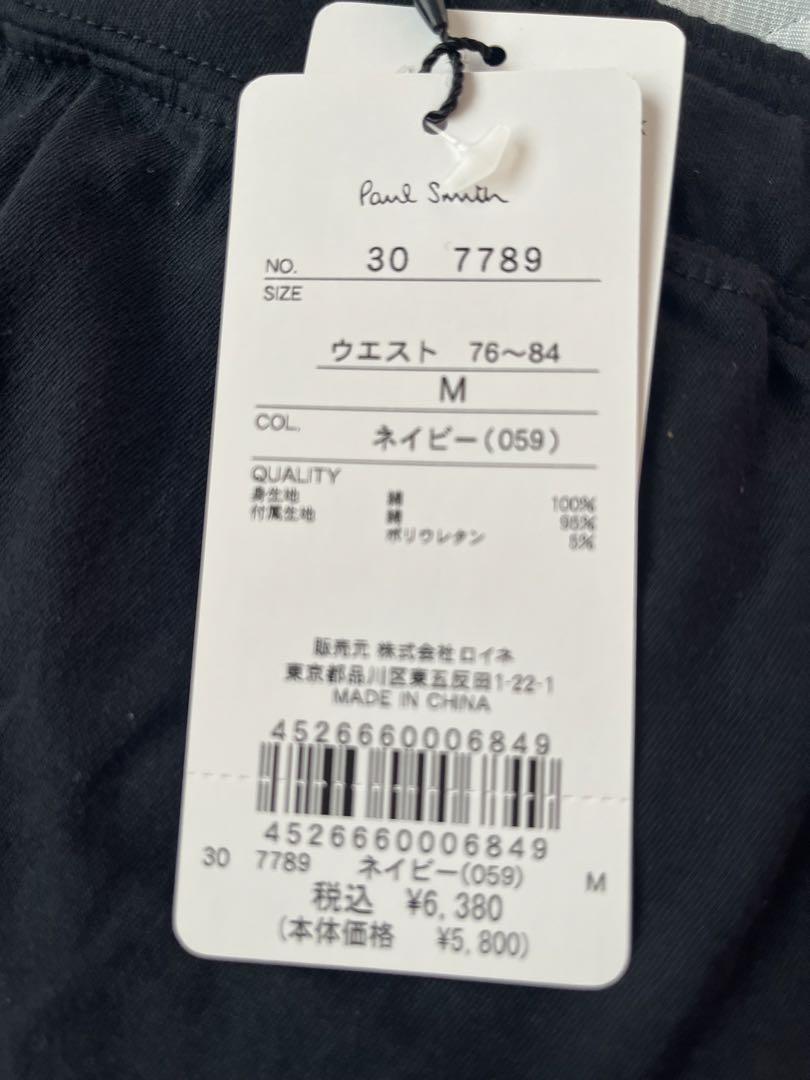 Paul Smith
NO. 30 7789
SIZE
ウエスト 76～84
M
COL. ネイビー(059)
QUALITY
身生地 綿 100%
付属生地 綿 95%
ポリウレタン 5%
販売元 株式会社 ロイネ
東京都品川区東五反田1-22-1
MADE IN CHINA
4526660006849
4526660006849
30 7789 ネイビー(059) M
税込 ¥6,380
(本体価格 ¥5,800)